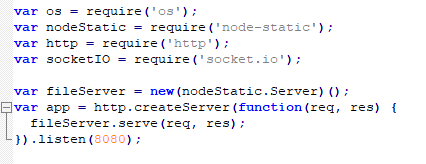 var os = require('os');
var nodeStatic = require('node-static');
var http = require('http');
var socketIO = require('socket.io');
var fileServer = new(nodeStatic.Server)();
var app = http.createServer(function(req, res) {
fileServer.serve(req, res);
}).listen(8080);